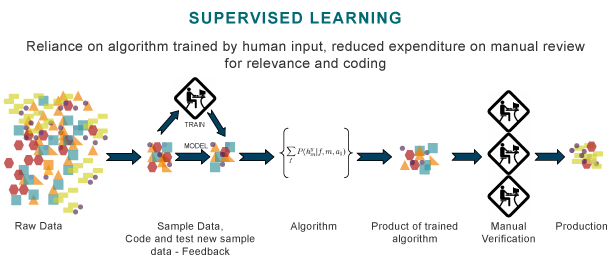 SUPERVISED LEARNING
Reliance on algorithm trained by human input, reduced expenditure on manual review
for relevance and coding
TRAIN
MODEL
Raw Data
Sample Data,
Code and test new sample
data - Feedback
Algorithm
Product of trained
algorithm
Manual
Verification
Production